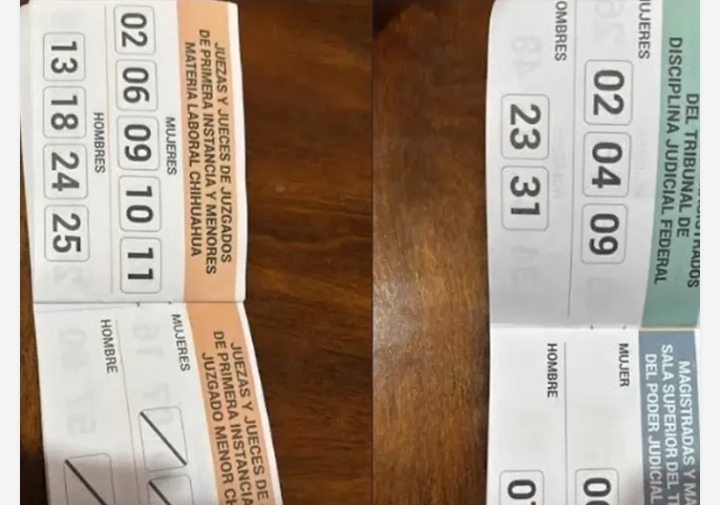 JUEZAS Y JUECES DE JUZGADOS
DE PRIMERA INSTANCIA Y MENORES
MATERIA LABORAL CHIHUAHUA
MUJERES
02 06 09 10 11
HOMBRES
13 18 24 25
JUEZAS Y JUECES DE
DE PRIMERA INSTANCIA
JUZGADO MENOR
MUJERES
HOMBRE
DEL TRIBUNAL DE
DISCIPLINA JUDICIAL FEDERAL
MUJERES
02 04 09
HOMBRES
23 31
MAGISTRADAS Y
SALA SUPERIOR DEL
DEL PODER JUDICIAL
MUJER
HOMBRE